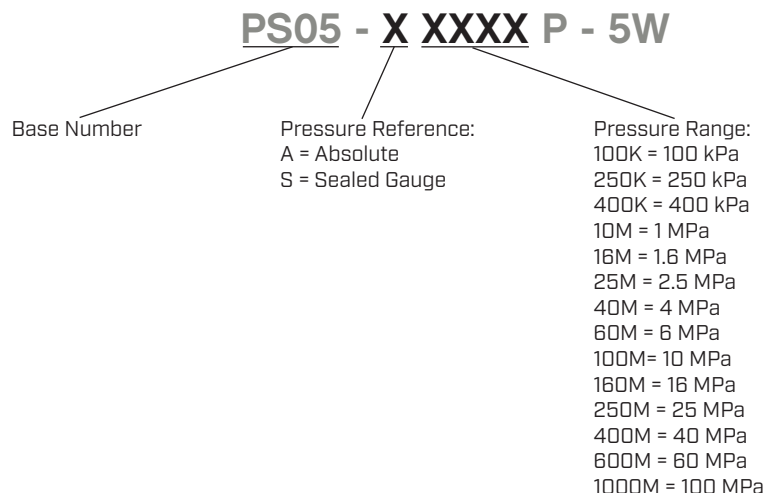 PS05 - X XXXX P - 5W
Base Number
Pressure Reference:
A = Absolute
S = Sealed Gauge
Pressure Range:
100K = 100 kPa
250K = 250 kPa
400K = 400 kPa
10M = 1 MPa
16M = 1.6 MPa
25M = 2.5 MPa
40M = 4 MPa
60M = 6 MPa
100M= 10 MPa
160M = 16 MPa
250M = 25 MPa
400M = 40 MPa
600M = 60 MPa
1000M = 100 MPa